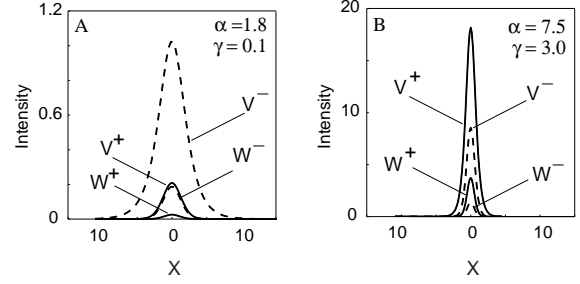 A
α=1.8
γ=0.1
1.2
0.6
0
Intensity
V⁻
V⁺
W⁻
W⁺
10 0 10
X
B
α=7.5
γ=3.0
20
10
0
Intensity
V⁺
V⁻
W⁺
W⁻
10 0 10
X